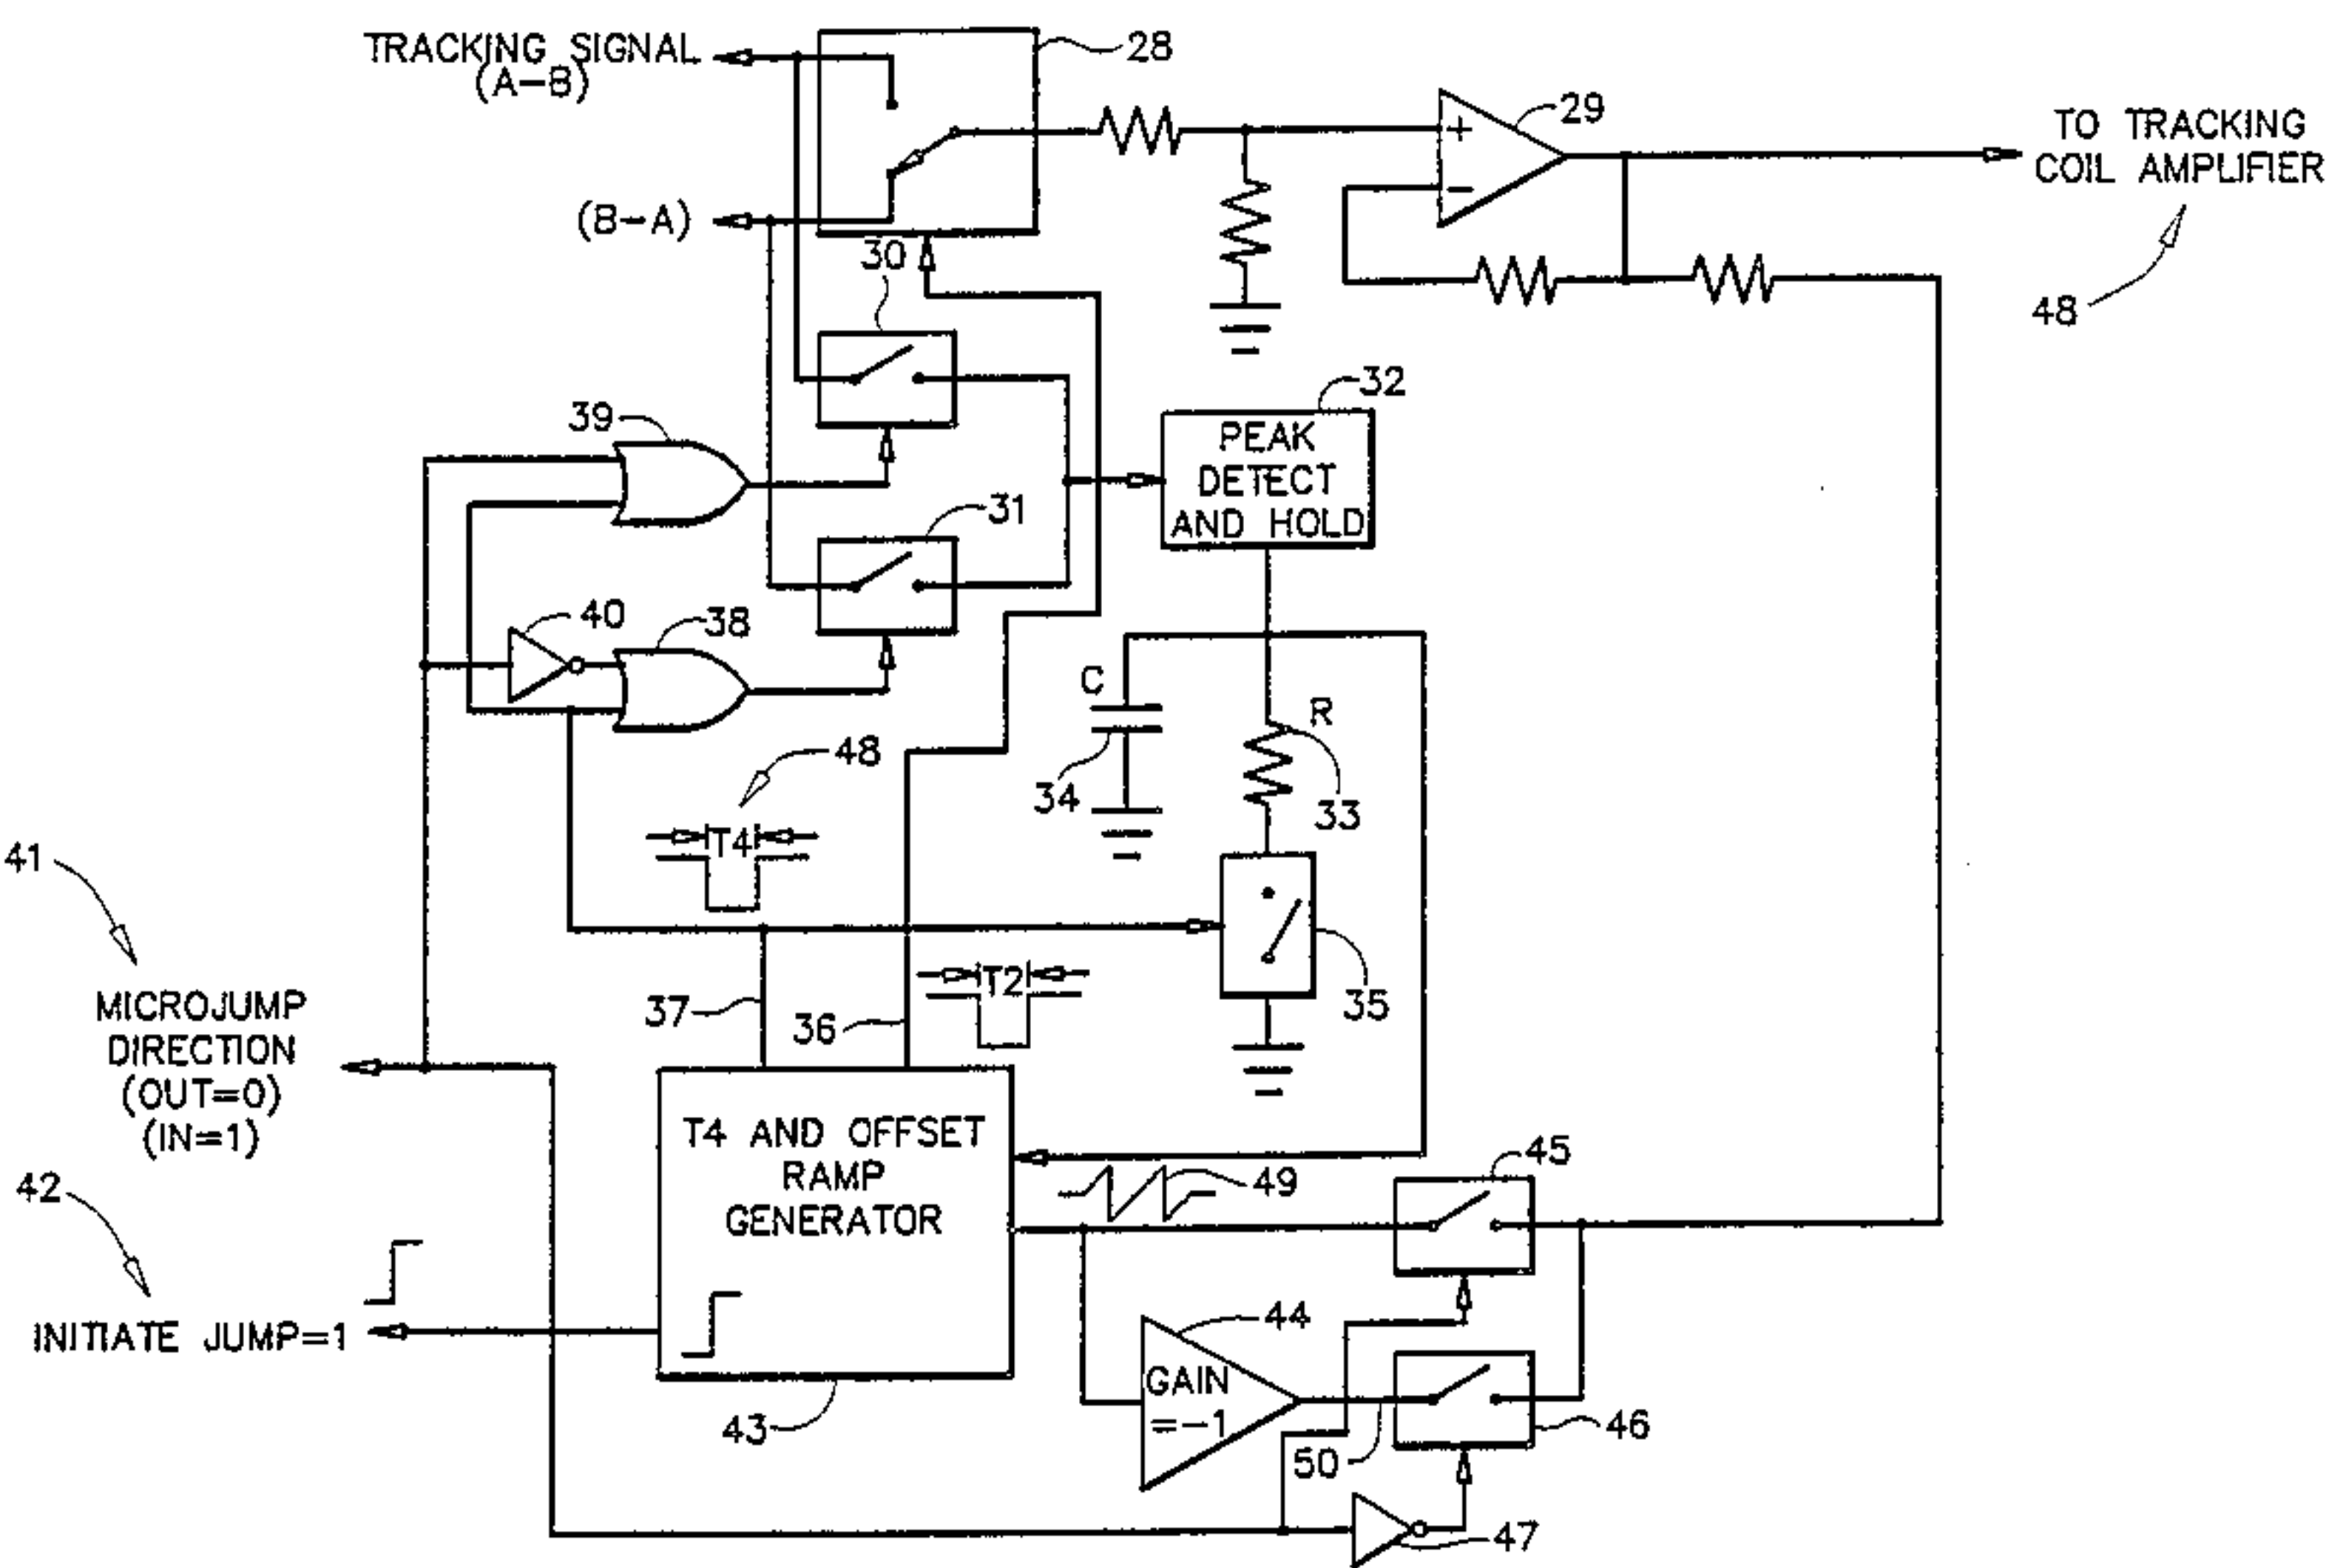 TRACKING SIGNAL
(A-8)
28
29
TO TRACKING
COIL AMPLIFIER
48
(8-A)
30
+
−
39
32
PEAK
DETECT
AND HOLD
31
40
38
C
R
34
33
48
T4
41
T2
35
37
36
MICROJUMP
DIRECTION
(OUT=0)
(IN=1)
T4 AND OFFSET
RAMP
GENERATOR
49
45
42
INITIATE JUMP=1
44
GAIN
=-1
43
50
46
47